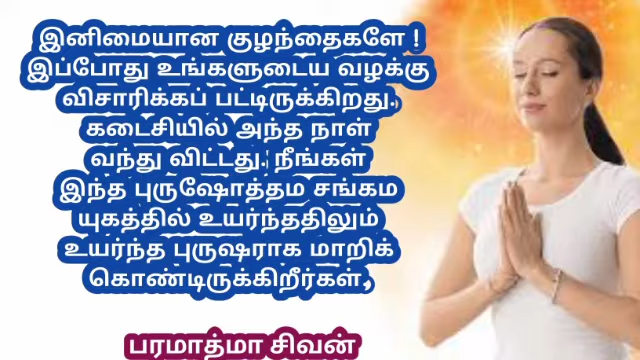 இனிமையான குழந்தைகளே !
இப்போது உங்களுடைய வழக்கு
விசாரிக்கப் பட்டிருக்கிறது.
கடைசியில் அந்த நாள்
வந்து விட்டது. நீங்கள்
இந்த புருஷோத்தம சங்கம
யுகத்தில் உயர்ந்ததிலும்
உயர்ந்த புருஷராக மாறிக்
கொண்டிருக்கிறீர்கள்,
பரமாத்மா சிவன்